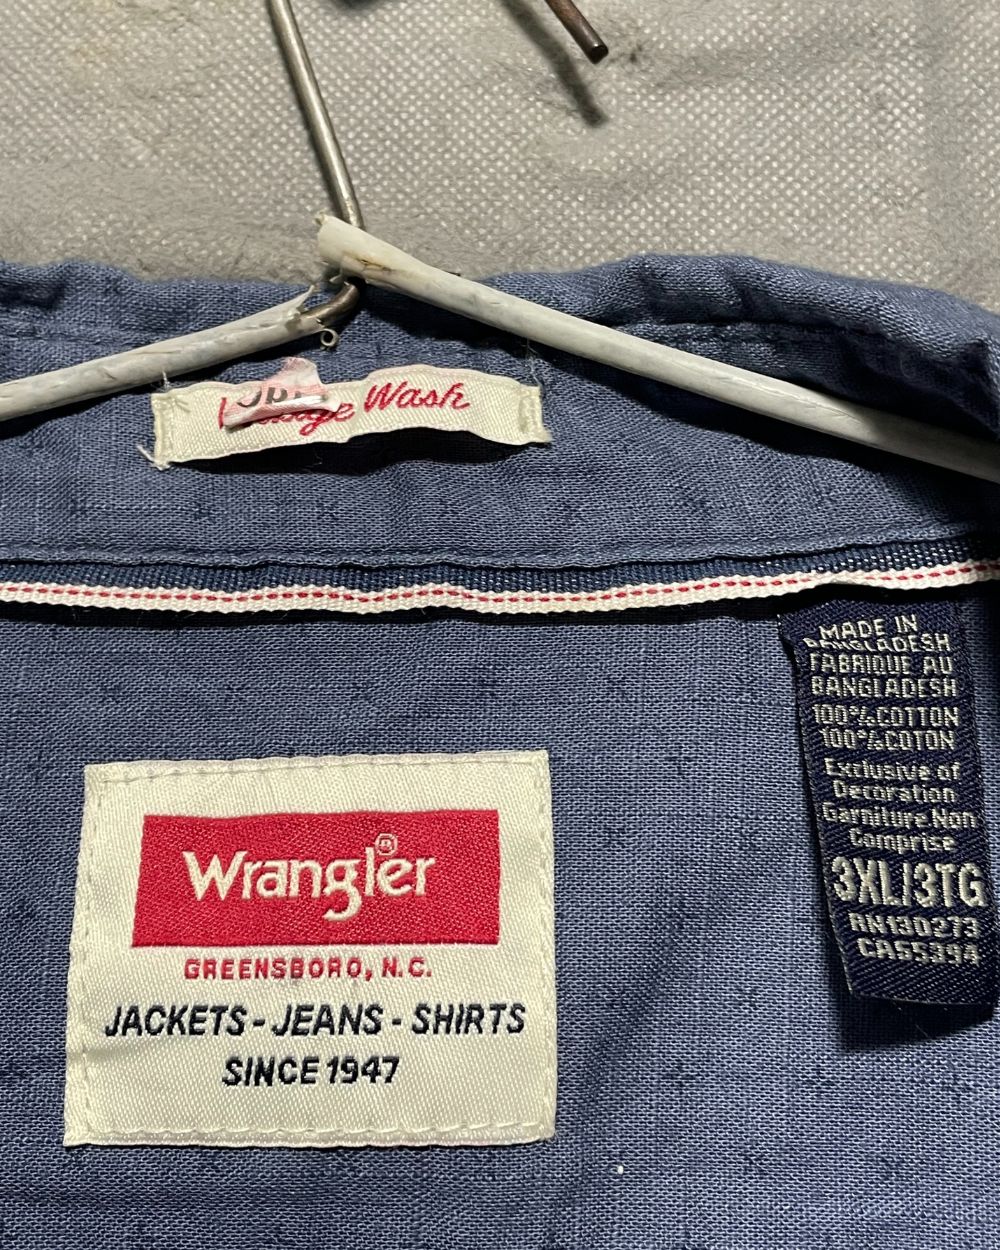 Wash
MADE IN
BANGLADESH
FABRIQUE AU
BANGLADESH
100% COTTON
100% COTON
Exclusive of
Decoration
Garniture Non
Comprise
3XL/3TG
RN130273
CA55394
Wrangler®
GREENSBORO, N.C.
JACKETS - JEANS - SHIRTS
SINCE 1947